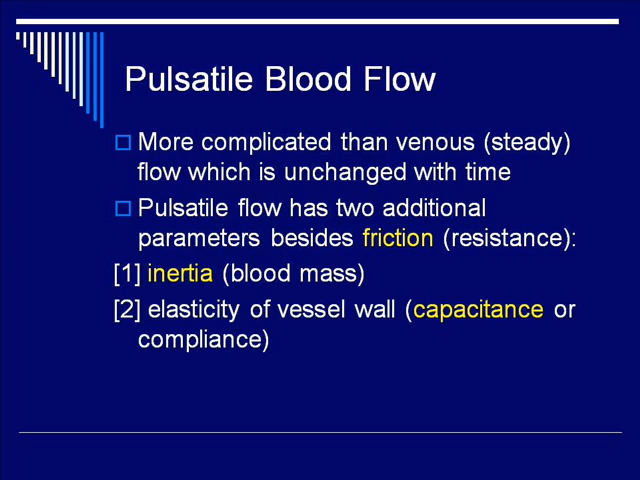 Pulsatile Blood Flow
More complicated than venous (steady)
flow which is unchanged with time
Pulsatile flow has two additional
parameters besides friction (resistance):
[1] inertia (blood mass)
[2] elasticity of vessel wall (capacitance or
compliance)